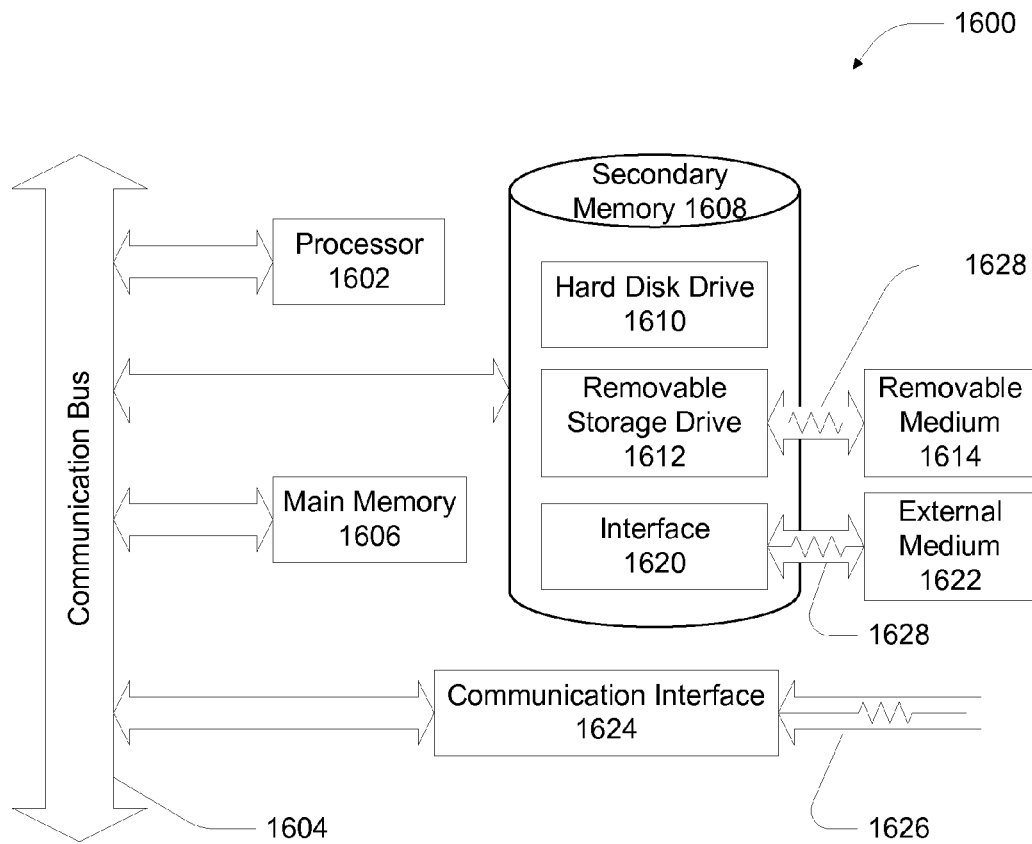 1600
Secondary
Memory 1608
Processor
1602
Hard Disk Drive
1610
1628
Communication Bus
Removable
Storage Drive
1612
Removable
Medium
1614
Main Memory
1606
Interface
1620
External
Medium
1622
1628
Communication Interface
1624
1604
1626